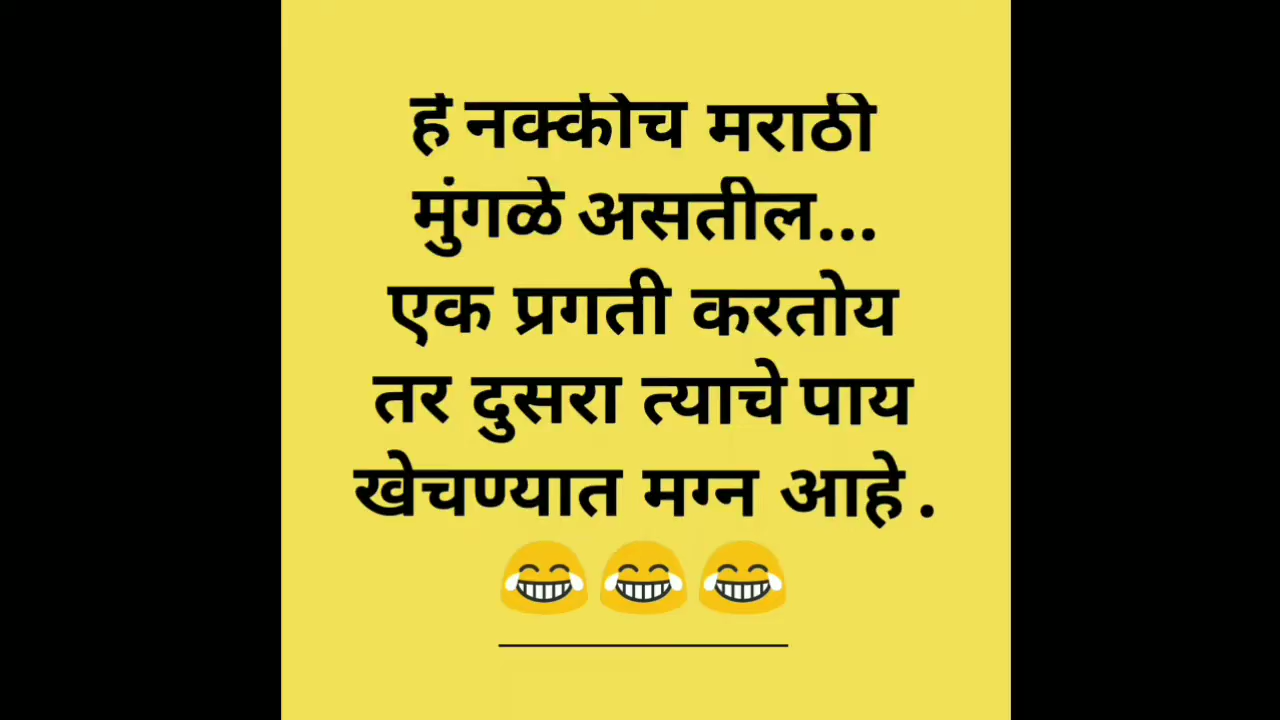 हे नक्कीच मराठी
मुंगळे असतील...
एक प्रगती करतोय
तर दुसरा त्याचे पाय
खेचण्यात मग्न आहे .
😂😂😂